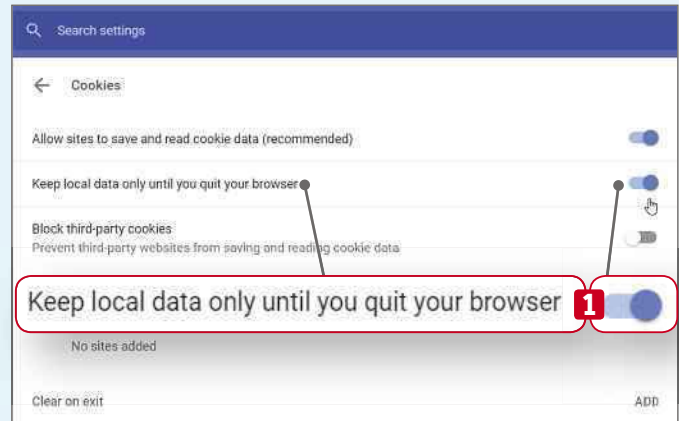 Search settings
Cookies
Allow sites to save and read cookie data (recommended)
Keep local data only until you quit your browser
Block third-party cookies
Prevent third-party websites from saving and reading cookie data
Keep local data only until you quit your browser 1
No sites added
Clear on exit ADD